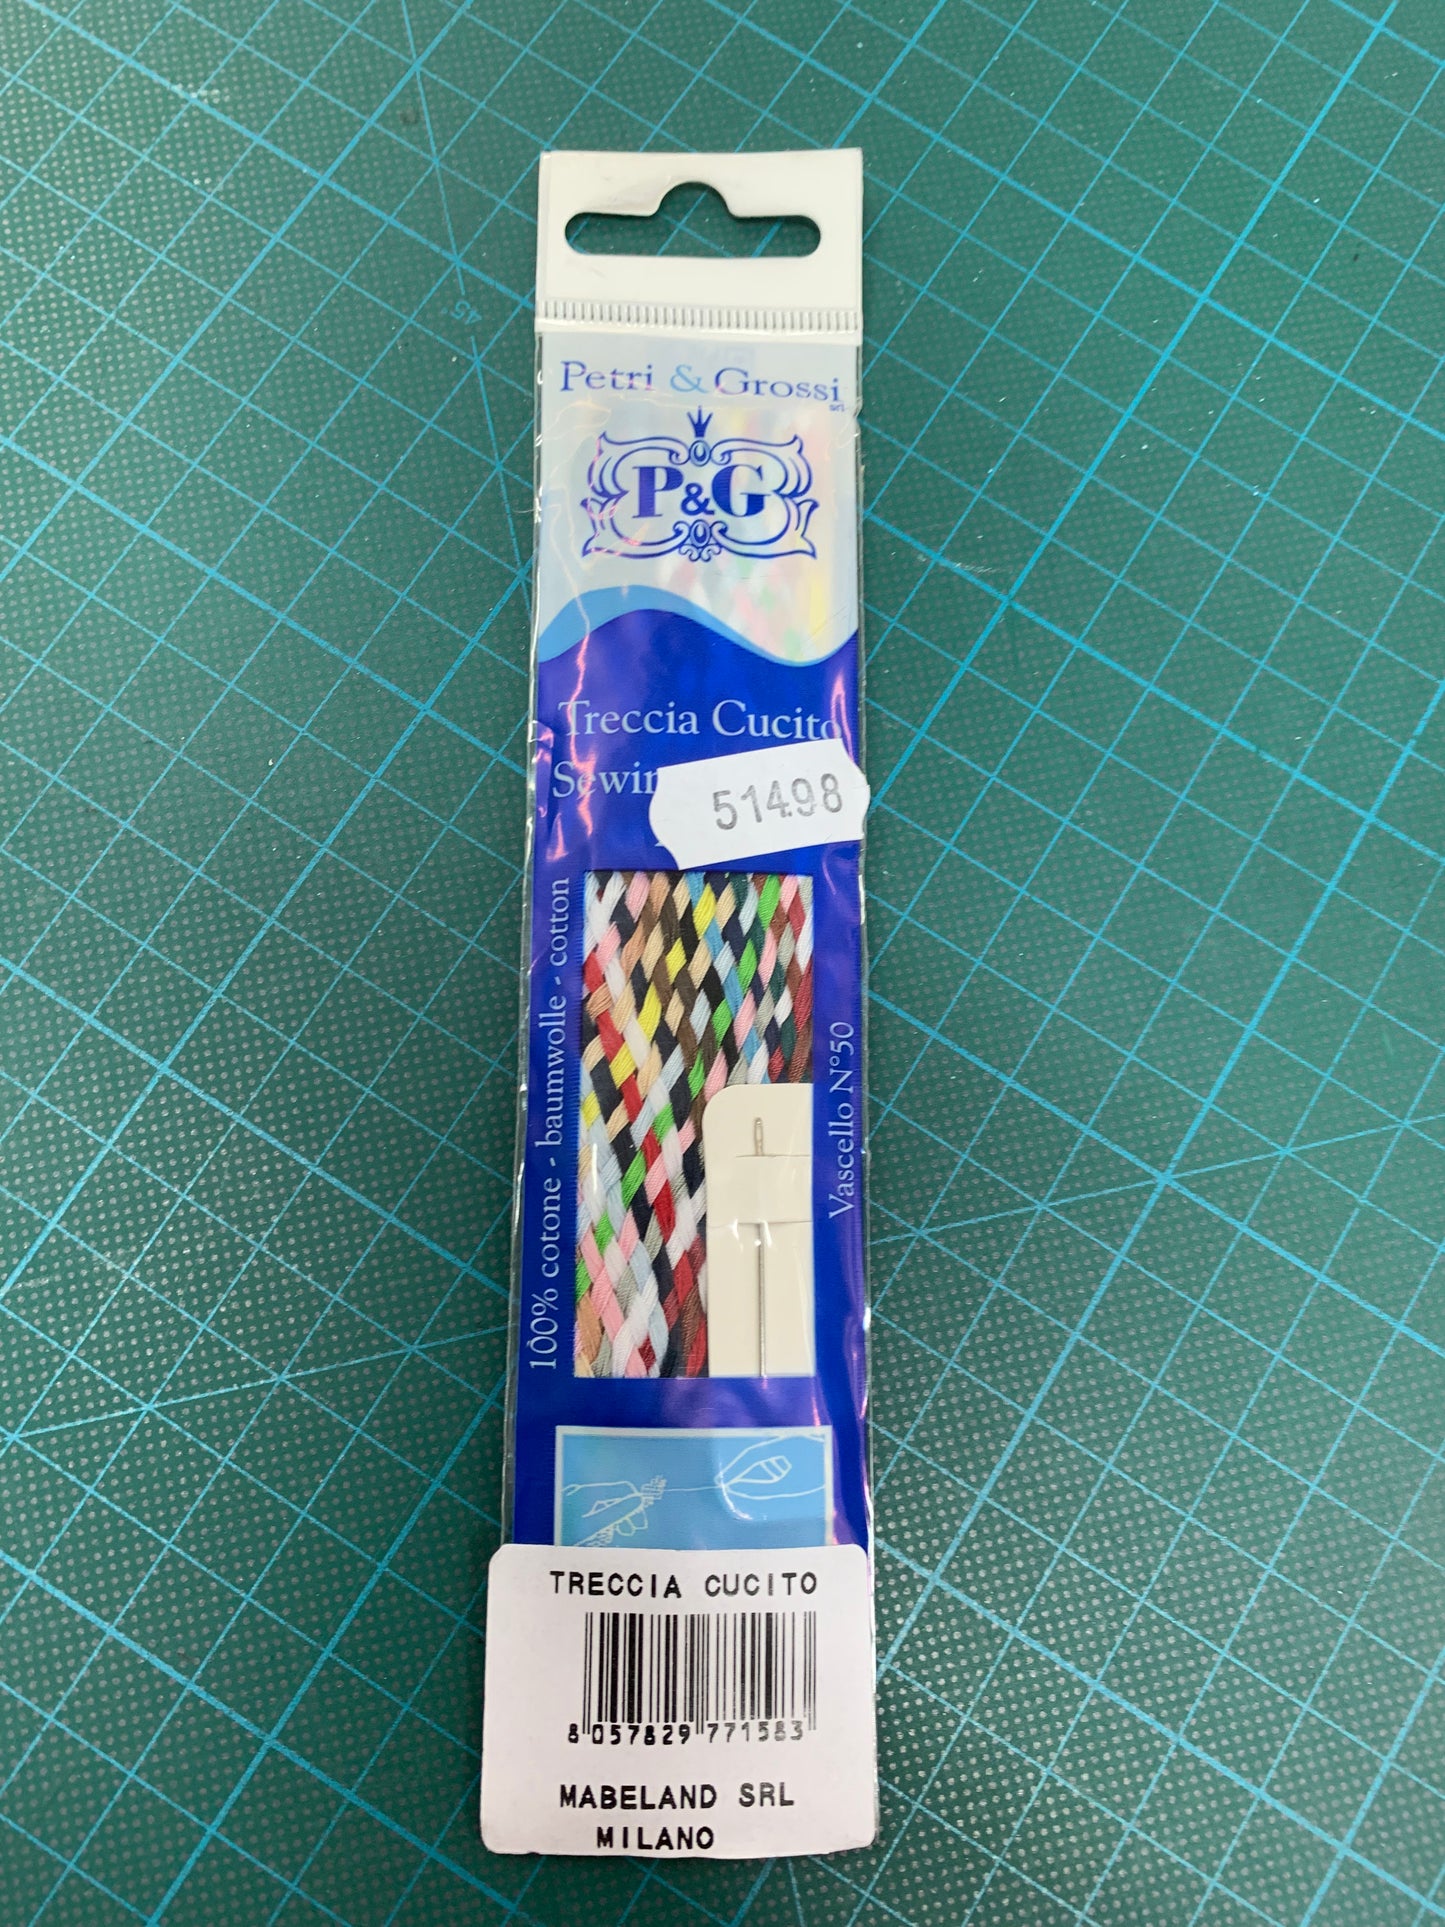 45°
Petri & Grossi
srl
P&G
Treccia Cucito
51498
100% cotone - baumwolle - cotton
Vascello N°50
TRECCIA CUCITO
8 057829 771583
MABELAND SRL
MILANO